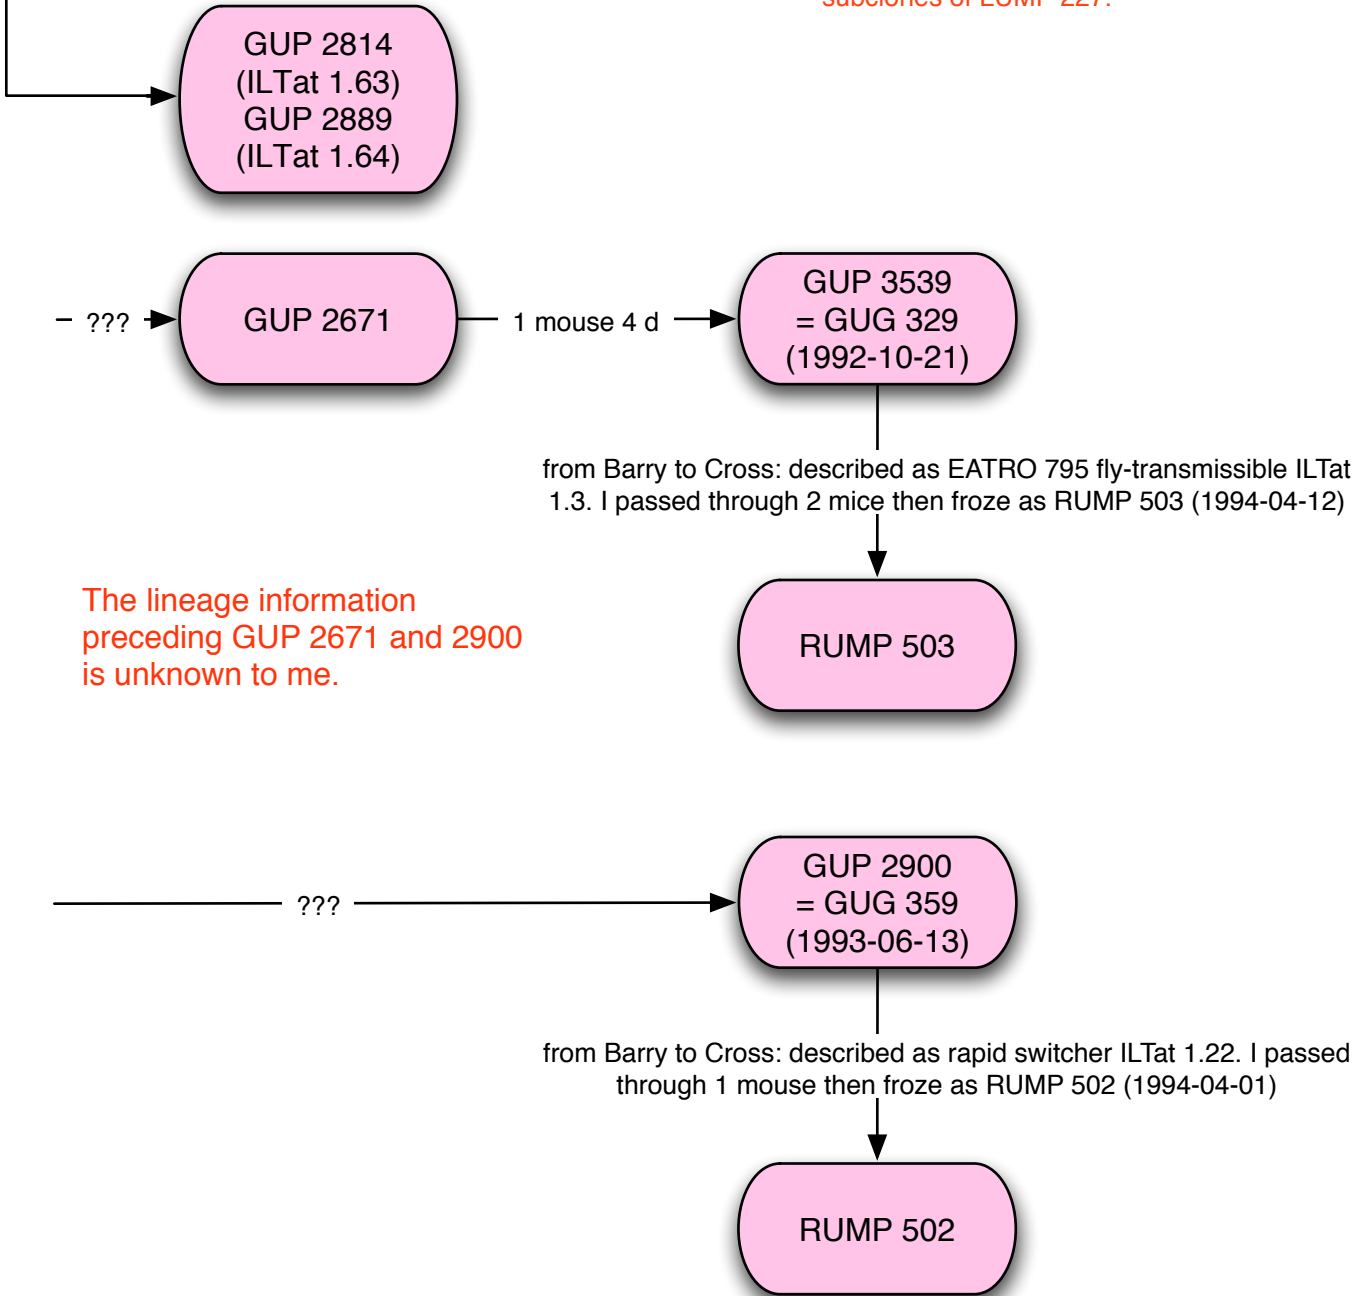 subclones of LUMP 227.
GUP 2814
(ILTat 1.63)
GUP 2889
(ILTat 1.64)
???
GUP 2671
1 mouse 4 d
GUP 3539
= GUG 329
(1992-10-21)
from Barry to Cross: described as EATRO 795 fly-transmissible ILTat
1.3. I passed through 2 mice then froze as RUMP 503 (1994-04-12)
The lineage information
preceding GUP 2671 and 2900
is unknown to me.
RUMP 503
???
GUP 2900
= GUG 359
(1993-06-13)
from Barry to Cross: described as rapid switcher ILTat 1.22. I passed
through 1 mouse then froze as RUMP 502 (1994-04-01)
RUMP 502